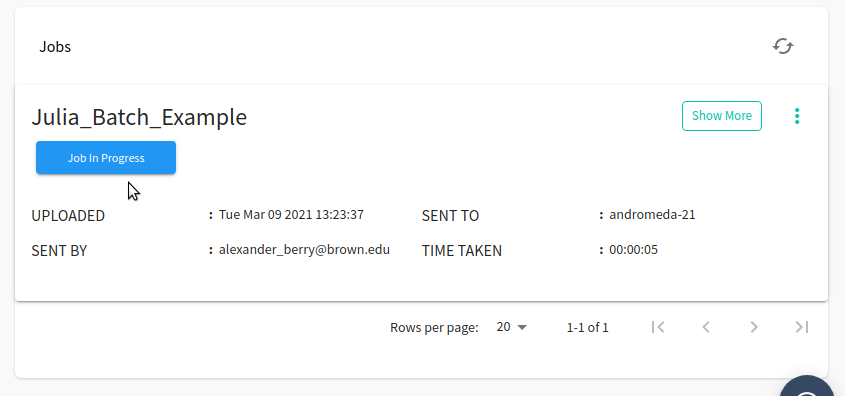 Jobs
Julia_Batch_Example
Show More
Job In Progress
UPLOADED : Tue Mar 09 2021 13:23:37 SENT TO : andromeda-21
SENT BY : alexander_berry@brown.edu TIME TAKEN : 00:00:05
Rows per page: 20 1-1 of 1